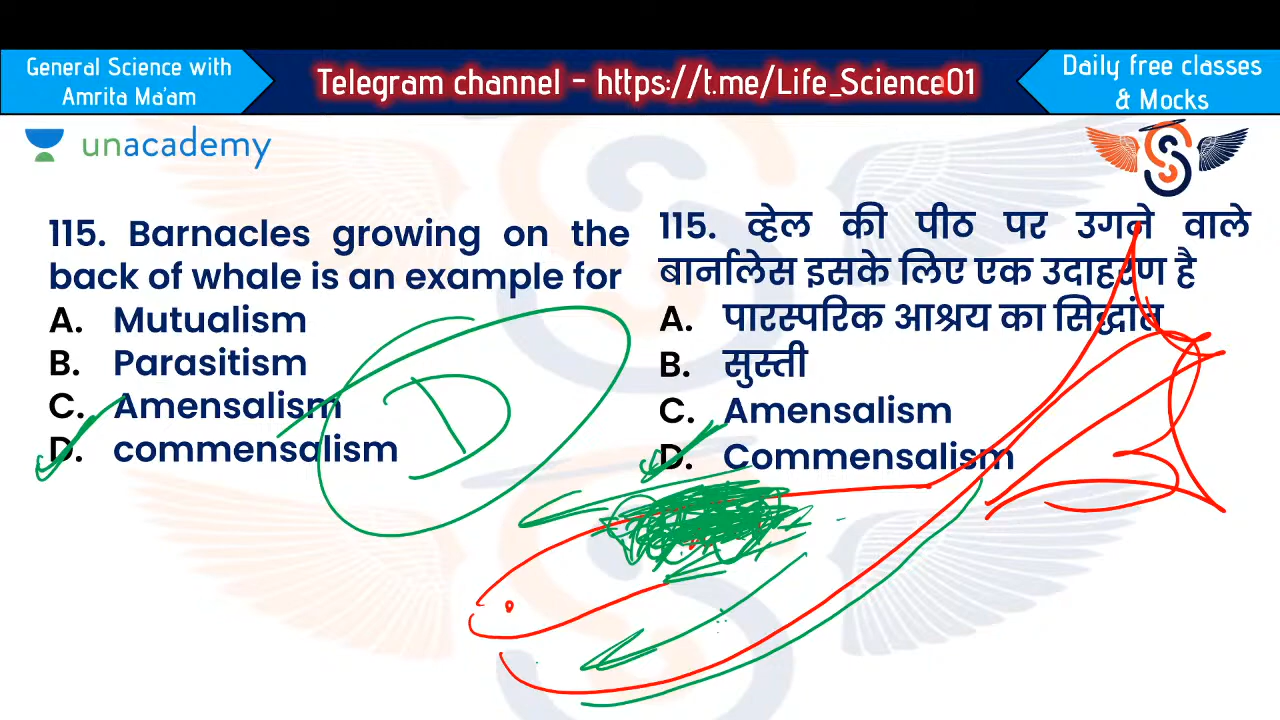 General Science with
Amrita Ma'am
Telegram channel - https://t.me/Life_Science01
Daily free classes
& Mocks
unacademy
115. Barnacles growing on the
back of whale is an example for
A. Mutualism
B. Parasitism
C. Amensalism
D. commensalism
D
115. व्हेल की पीठ पर उगने वाले
बार्नालेस इसके लिए एक उदाहरण है
A. पारस्परिक आश्रय का सिद्धांत
B. सुस्ती
C. Amensalism
D. Commensalism